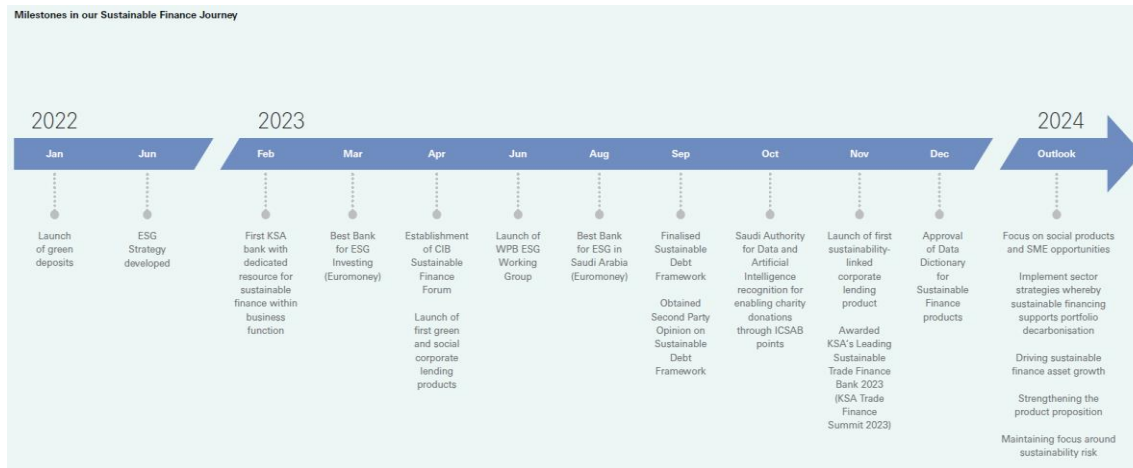 Milestones in our Sustainable Finance Journey
2022
2023
2024
Jan
Jun
Feb
Mar
Apr
Jun
Aug
Sep
Oct
Nov
Dec
Outlook
Launch
of green
deposits
ESG
Strategy
developed
First KSA
bank with
dedicated
resource for
sustainable
finance within
business
function
Best Bank
for ESG
Investing
(Euromoney)
Establishment
of CIB
Sustainable
Finance
Forum
Launch of
first green
and social
corporate
lending
products
Launch of
WPB ESG
Working
Group
Best Bank
for ESG in
Saudi Arabia
(Euromoney)
Finalised
Sustainable
Debt
Framework
Obtained
Second Party
Opinion on
Sustainable
Debt
Framework
Saudi Authority
for Data and
Artificial
Intelligence
recognition for
enabling charity
donations
through ICSAB
points
Launch of first
sustainability-
linked
corporate
lending
product
Awarded
KSA's Leading
Sustainable
Trade Finance
Bank 2023
(KSA Trade
Finance
Summit 2023)
Approval
of Data
Dictionary
for
Sustainable
Finance
products
Focus on social products
and SME opportunities
Implement sector
strategies whereby
sustainable financing
supports portfolio
decarbonisation
Driving sustainable
finance asset growth
Strengthening the
product proposition
Maintaining focus around
sustainability risk